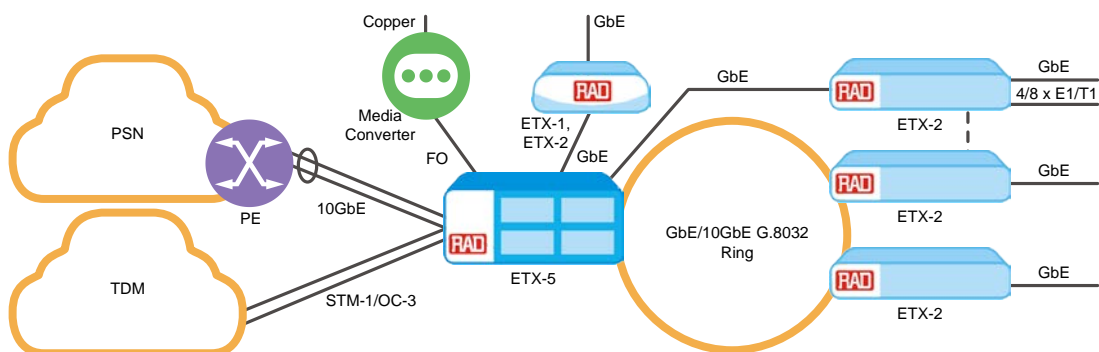 Copper
GbE
PSN
PE
10GbE
Media
Converter
FO
RAD
ETX-1,
ETX-2
GbE
GbE
RAD
ETX-2
GbE
4/8 x E1/T1
RAD
ETX-2
GbE
RAD
ETX-5
GbE/10GbE G.8032
Ring
RAD
ETX-2
GbE
TDM
STM-1/OC-3